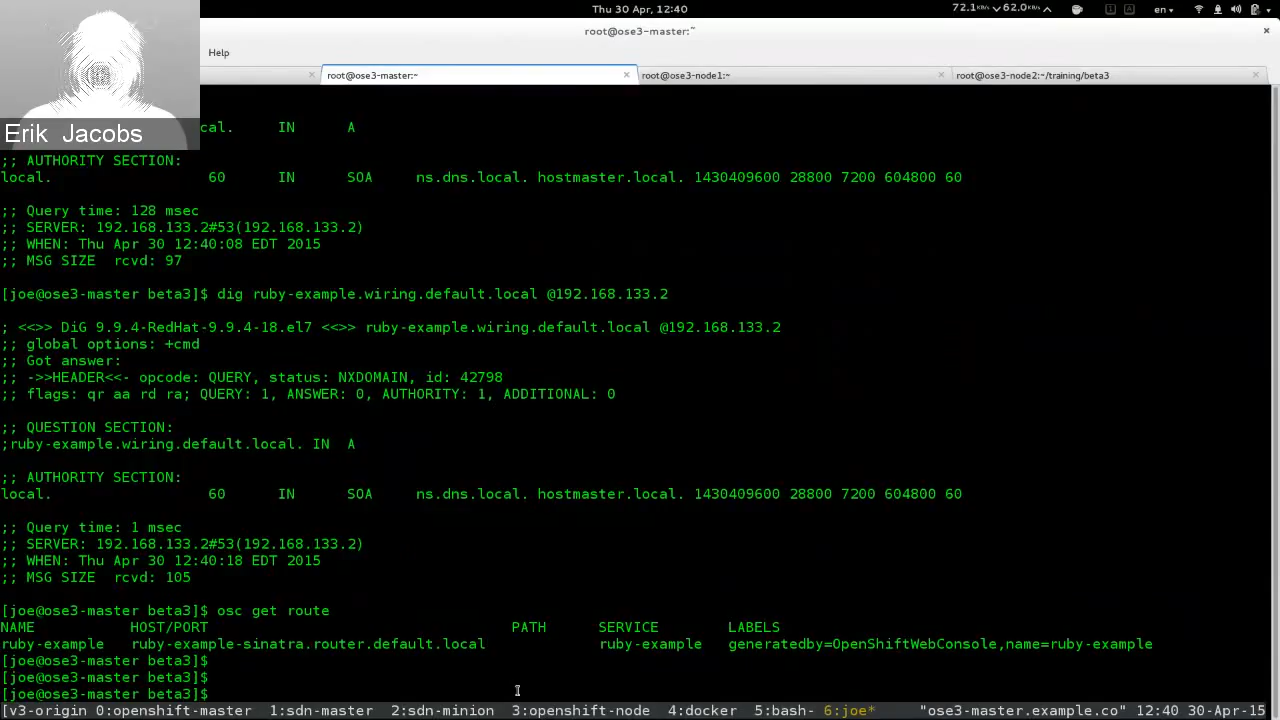 Thu 30 Apr, 12:40
72.1KB/s 62.0KB/s
en
root@ose3-master:~
Help
root@ose3-master:~
root@ose3-node1:~
root@ose3-node2:~/training/beta3
Erik Jacobs
cal. IN A
;; AUTHORITY SECTION:
local. 60 IN SOA ns.dns.local. hostmaster.local. 1430409600 28800 7200 604800 60
;; Query time: 128 msec
;; SERVER: 192.168.133.2#53(192.168.133.2)
;; WHEN: Thu Apr 30 12:40:08 EDT 2015
;; MSG SIZE rcvd: 97
[joe@ose3-master beta3]$ dig ruby-example.wiring.default.local @192.168.133.2
; <<>> DiG 9.9.4-RedHat-9.9.4-18.el7 <<>> ruby-example.wiring.default.local @192.168.133.2
;; global options: +cmd
;; Got answer:
;; ->>HEADER<<- opcode: QUERY, status: NXDOMAIN, id: 42798
;; flags: qr aa rd ra; QUERY: 1, ANSWER: 0, AUTHORITY: 1, ADDITIONAL: 0
;; QUESTION SECTION:
;ruby-example.wiring.default.local. IN A
;; AUTHORITY SECTION:
local. 60 IN SOA ns.dns.local. hostmaster.local. 1430409600 28800 7200 604800 60
;; Query time: 1 msec
;; SERVER: 192.168.133.2#53(192.168.133.2)
;; WHEN: Thu Apr 30 12:40:18 EDT 2015
;; MSG SIZE rcvd: 105
[joe@ose3-master beta3]$ osc get route
NAME HOST/PORT PATH SERVICE LABELS
ruby-example ruby-example-sinatra.router.default.local ruby-example generatedby=OpenShiftWebConsole,name=ruby-example
[joe@ose3-master beta3]$
[joe@ose3-master beta3]$
[joe@ose3-master beta3]$
[v3-origin 0:openshift-master 1:sdn-master 2:sdn-minion 3:openshift-node 4:docker 5:bash- 6:joe* "ose3-master.example.co" 12:40 30-Apr-15